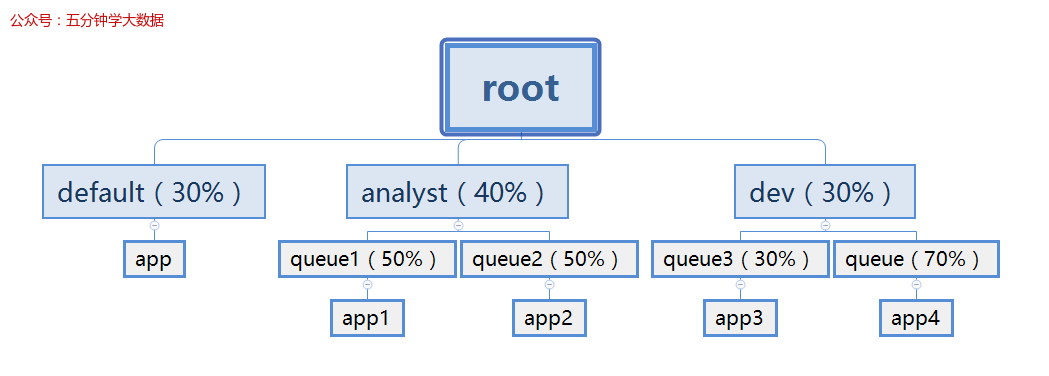 公众号：五分钟学大数据
root
default（30%）
analyst（40%）
dev（30%）
app
queue1（50%）
queue2（50%）
queue3（30%）
queue（70%）
app1
app2
app3
app4